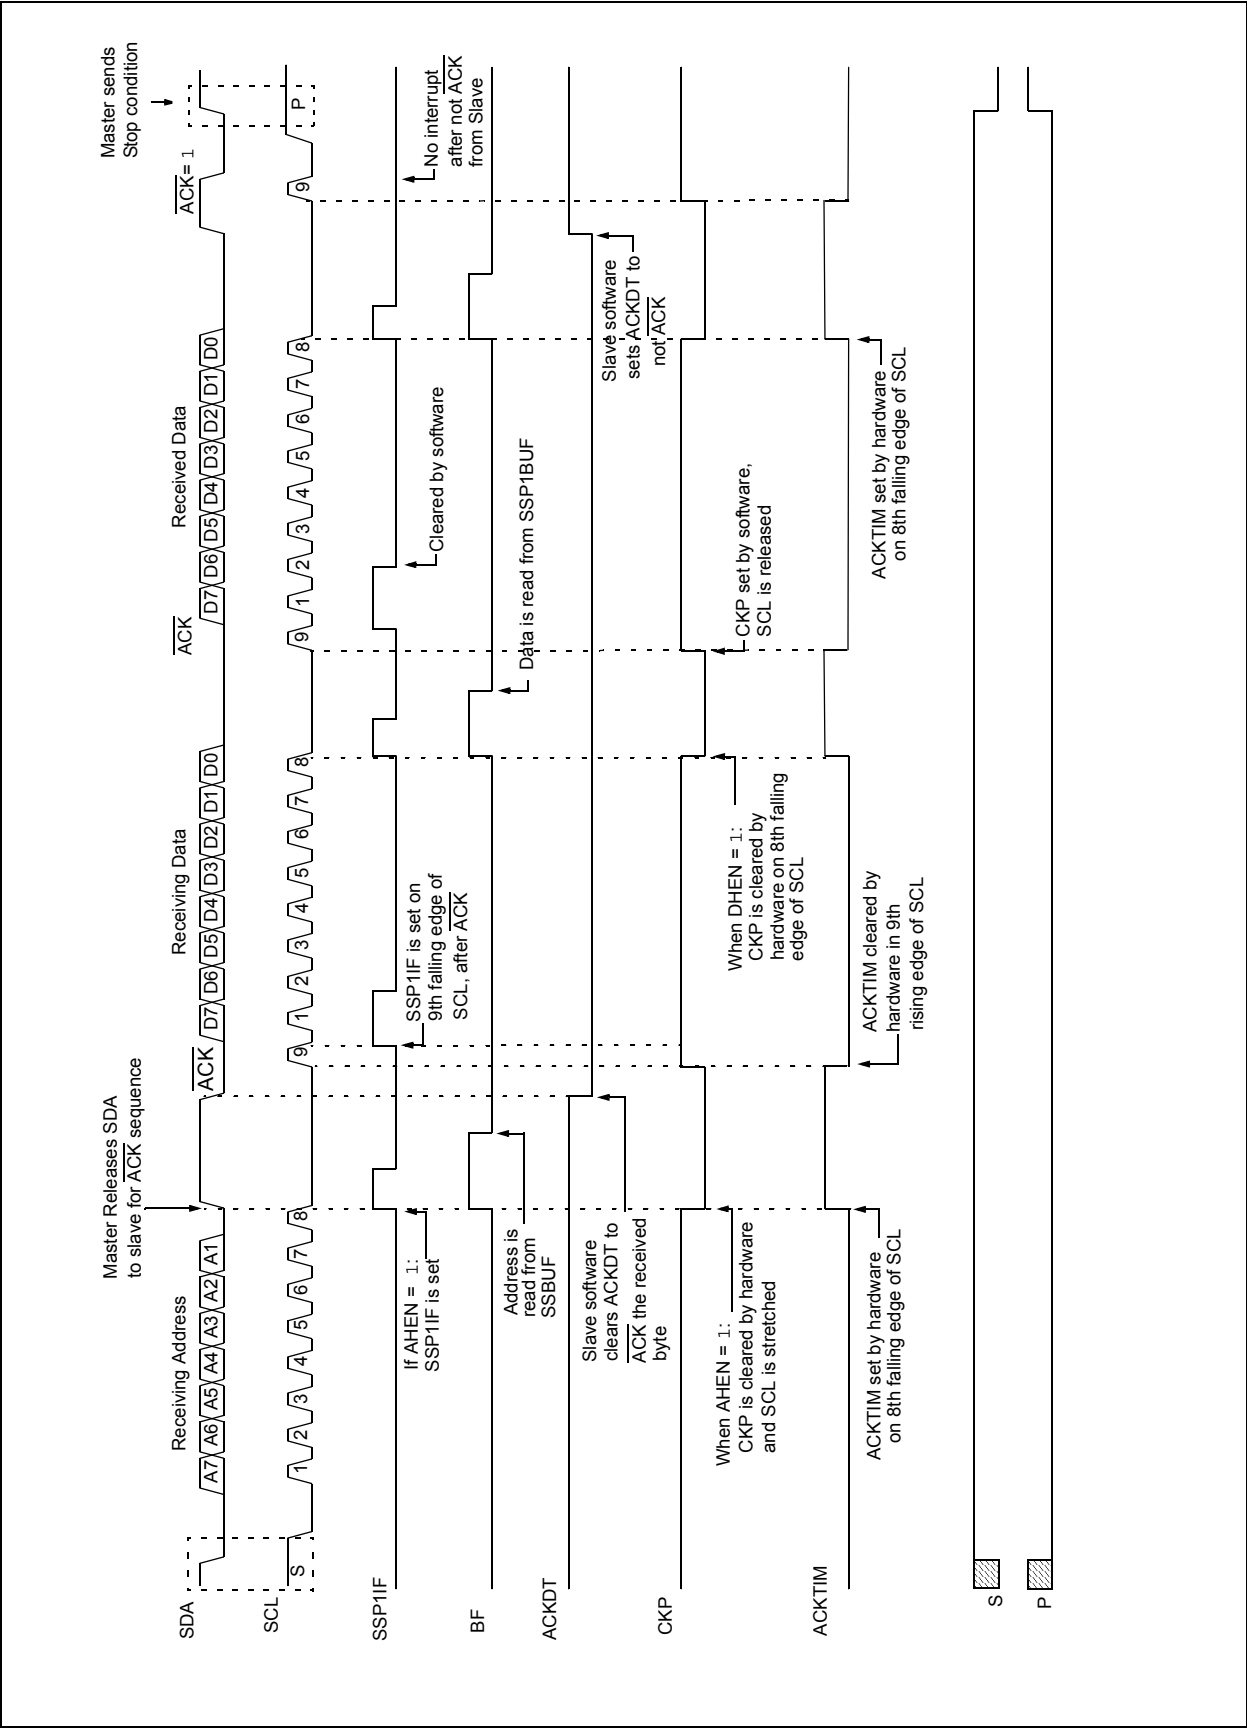 Master Releases SDA
to slave for ACK sequence
Master sends
Stop condition
Receiving Address
ACK
Receiving Data
ACK
Received Data
ACK= 1
SDA
A7 A6 A5 A4 A3 A2 A1
D7 D6 D5 D4 D3 D2 D1 D0
D7 D6 D5 D4 D3 D2 D1 D0
SCL
S
1 2 3 4 5 6 7 8
9
1 2 3 4 5 6 7 8
9
1 2 3 4 5 6 7 8
9
P
SSP1IF
If AHEN = 1:
SSP1IF is set
SSP1IF is set on
9th falling edge of
SCL, after ACK
Cleared by software
No interrupt
after not ACK
from Slave
BF
Address is
read from
SSBUF
Data is read from SSP1BUF
ACKDT
Slave software
clears ACKDT to
ACK the received
byte
Slave software
sets ACKDT to
not ACK
CKP
When AHEN = 1:
CKP is cleared by hardware
and SCL is stretched
When DHEN = 1:
CKP is cleared by
hardware on 8th falling
edge of SCL
CKP set by software,
SCL is released
ACKTIM
ACKTIM set by hardware
on 8th falling edge of SCL
ACKTIM cleared by
hardware in 9th
rising edge of SCL
ACKTIM set by hardware
on 8th falling edge of SCL
S
P